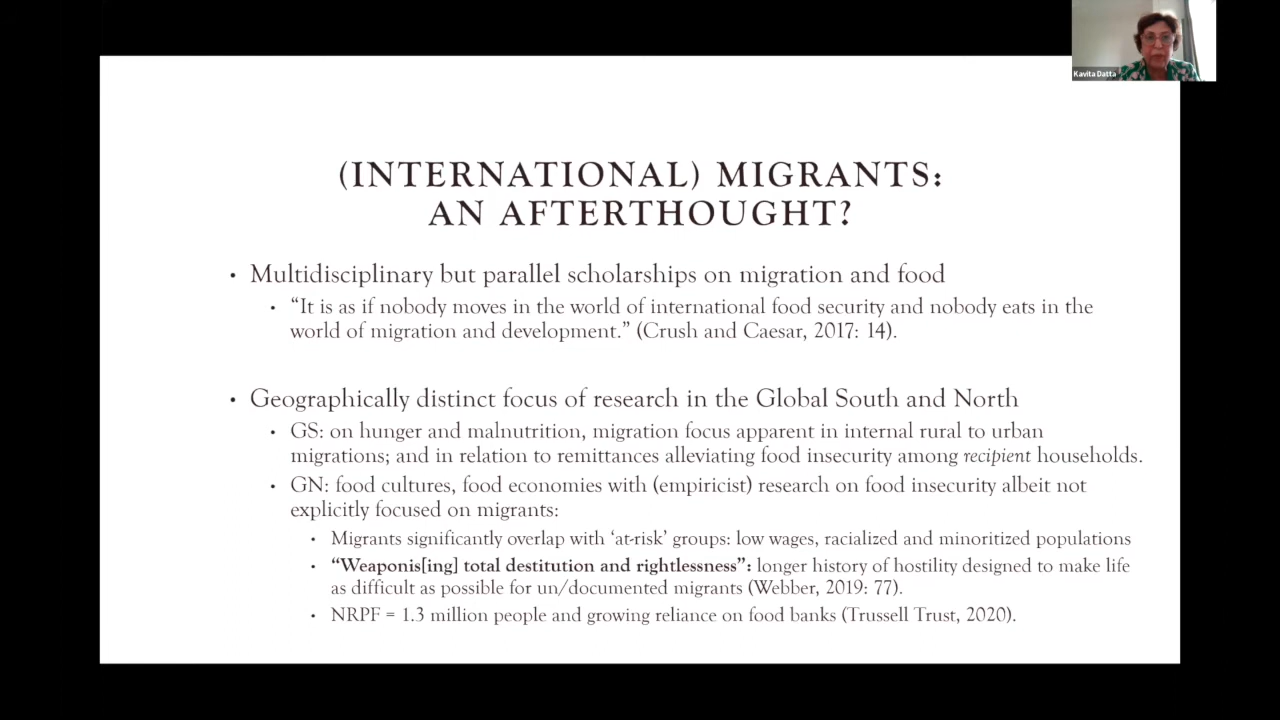 Kavita Datta
(INTERNATIONAL) MIGRANTS:
AN AFTERTHOUGHT?
• Multidisciplinary but parallel scholarships on migration and food
• “It is as if nobody moves in the world of international food security and nobody eats in the
world of migration and development.” (Crush and Caesar, 2017: 14).
• Geographically distinct focus of research in the Global South and North
• GS: on hunger and malnutrition, migration focus apparent in internal rural to urban
migrations; and in relation to remittances alleviating food insecurity among recipient households.
• GN: food cultures, food economies with (empiricist) research on food insecurity albeit not
explicitly focused on migrants:
• Migrants significantly overlap with ‘at-risk’ groups: low wages, racialized and minoritized populations
• “Weaponis[ing] total destitution and rightlessness”: longer history of hostility designed to make life
as difficult as possible for un/documented migrants (Webber, 2019: 77).
• NRPF = 1.3 million people and growing reliance on food banks (Trussell Trust, 2020).